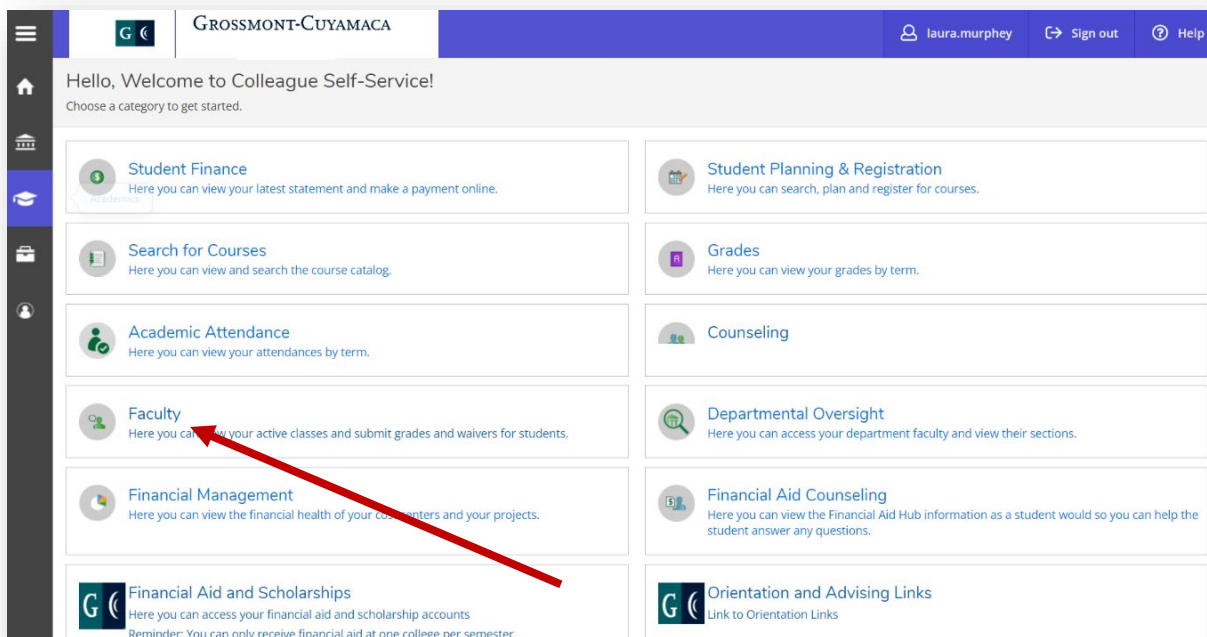 G
GROSSMONT-CUYAMACA
laura.murphey
Sign out
Help
Hello, Welcome to Colleague Self-Service!
Choose a category to get started.
Student Finance
Here you can view your latest statement and make a payment online.
Academics
Student Planning & Registration
Here you can search, plan and register for courses.
Search for Courses
Here you can view and search the course catalog.
Grades
Here you can view your grades by term.
Academic Attendance
Here you can view your attendances by term.
Counseling
Faculty
Here you can view your active classes and submit grades and waivers for students.
Departmental Oversight
Here you can access your department faculty and view their sections.
Financial Management
Here you can view the financial health of your cost centers and your projects.
Financial Aid Counseling
Here you can view the Financial Aid Hub information as a student would so you can help the
student answer any questions.
G
Financial Aid and Scholarships
Here you can access your financial aid and scholarship accounts
Reminder: You can only receive financial aid at one college per semester
G
Orientation and Advising Links
Link to Orientation Links